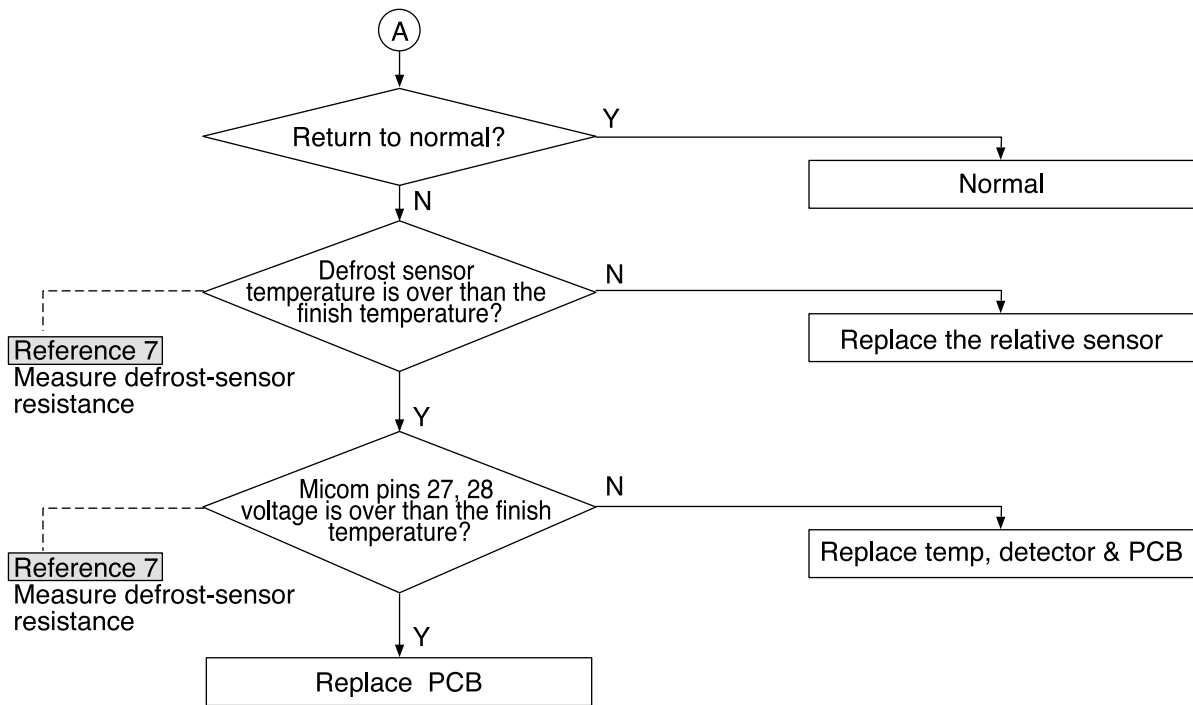 A
Return to normal?
Y
Normal
N
Defrost sensor
temperature is over than the
finish temperature?
N
Replace the relative sensor
Reference 7
Measure defrost-sensor
resistance
Y
Micom pins 27, 28
voltage is over than the finish
temperature?
N
Replace temp, detector & PCB
Reference 7
Measure defrost-sensor
resistance
Y
Replace PCB